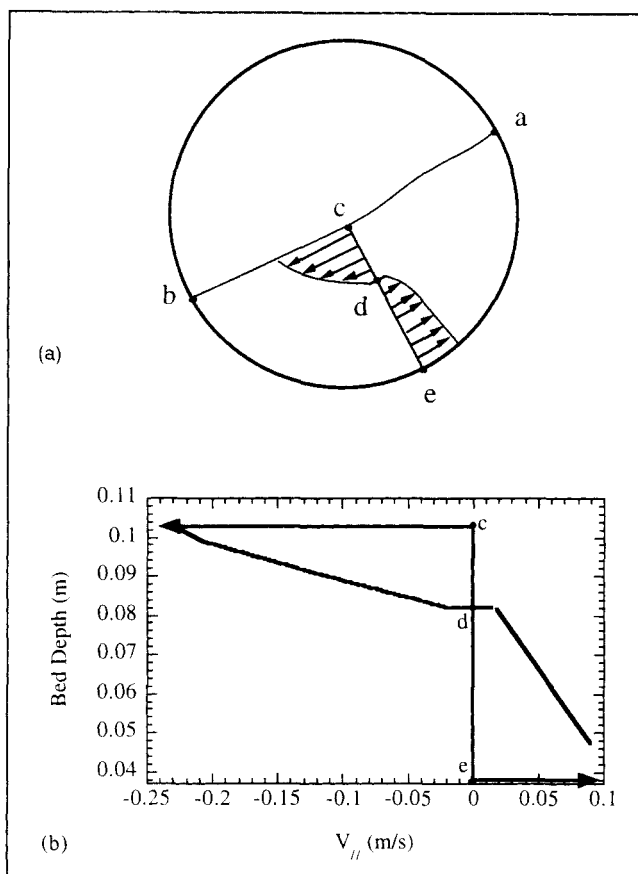 a
c
b
d
(a)
e
0.11
c
0.1
0.09
Bed Depth (m)
0.08
d
0.07
0.06
0.05
e
0.04
-0.25 -0.2 -0.15 -0.1 -0.05 0 0.05 0.1
(b) V// (m/s)